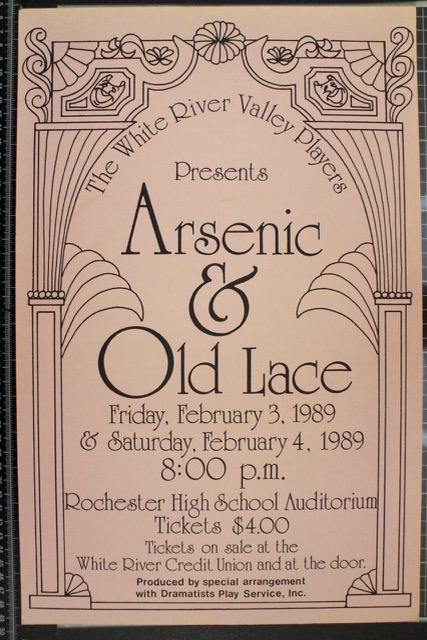 The White River Valley Players
Presents
Arsenic
&
Old Lace
Friday, February 3, 1989
& Saturday, February 4, 1989
8:00 p.m.
Rochester High School Auditorium
Tickets $4.00
Tickets on sale at the
White River Credit Union and at the door.
Produced by special arrangement
with Dramatists Play Service, Inc.